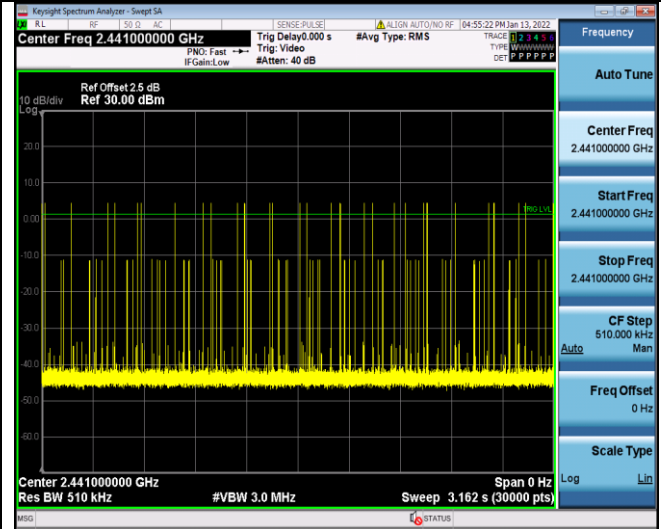 Keysight Spectrum Analyzer - Swept SA
RL RF 50 Ω AC SENSE:PULSE ALIGN AUTO/NO RF 04:55:22 PM Jan 13, 2022
Center Freq 2.441000000 GHz
PNO: Fast
IFGain:Low
Trig Delay0.000 s
Trig: Video
#Atten: 40 dB
#Avg Type: RMS
TRACE 1 2 3 4 5 6
TYPE WWWWWW
DET P P P P P P
Frequency
Ref Offset 2.5 dB
10 dB/div Ref 30.00 dBm
Log
20.0
10.0
0.00
-10.0
-20.0
-30.0
-40.0
-50.0
-60.0
TRIG LVL
Center 2.441000000 GHz Span 0 Hz
Res BW 510 kHz #VBW 3.0 MHz Sweep 3.162 s (30000 pts)
Auto Tune
Center Freq
2.441000000 GHz
Start Freq
2.441000000 GHz
Stop Freq
2.441000000 GHz
CF Step
510.000 kHz
Auto Man
Freq Offset
0 Hz
Scale Type
Log Lin
MSG STATUS